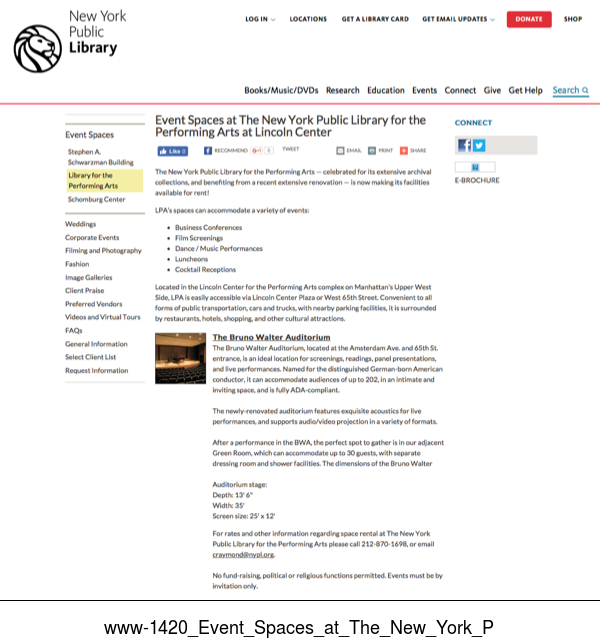 New York
Public
Library
LOG IN
LOCATIONS
GET A LIBRARY CARD
GET EMAIL UPDATES
DONATE
SHOP
Books/Music/DVDs Research Education Events Connect Give Get Help Search
Event Spaces
Stephen A.
Schwarzman Building
Library for the
Performing Arts
Schomburg Center
Weddings
Corporate Events
Filming and Photography
Fashion
Image Galleries
Client Praise
Preferred Vendors
Videos and Virtual Tours
FAQs
General Information
Select Client List
Request Information
Event Spaces at The New York Public Library for the
Performing Arts at Lincoln Center
Like 0 RECOMMEND G+1 0 TWEET EMAIL PRINT SHARE
The New York Public Library for the Performing Arts — celebrated for its extensive archival
collections, and benefiting from a recent extensive renovation — is now making its facilities
available for rent!
LPA's spaces can accommodate a variety of events:
• Business Conferences
• Film Screenings
• Dance / Music Performances
• Luncheons
• Cocktail Receptions
Located in the Lincoln Center for the Performing Arts complex on Manhattan's Upper West
Side, LPA is easily accessible via Lincoln Center Plaza or West 65th Street. Convenient to all
forms of public transportation, cars and trucks, with nearby parking facilities, it is surrounded
by restaurants, hotels, shopping, and other cultural attractions.
The Bruno Walter Auditorium
The Bruno Walter Auditorium, located at the Amsterdam Ave. and 65th St.
entrance, is an ideal location for screenings, readings, panel presentations,
and live performances. Named for the distinguished German-born American
conductor, it can accommodate audiences of up to 202, in an intimate and
inviting space, and is fully ADA-compliant.
The newly-renovated auditorium features exquisite acoustics for live
performances, and supports audio/video projection in a variety of formats.
After a performance in the BWA, the perfect spot to gather is in our adjacent
Green Room, which can accommodate up to 30 guests, with separate
dressing room and shower facilities. The dimensions of the Bruno Walter
Auditorium stage:
Depth: 13' 6"
Width: 35'
Screen size: 25' x 12'
For rates and other information regarding space rental at The New York
Public Library for the Performing Arts please call 212-870-1698, or email
craymond@nypl.org.
No fund-raising, political or religious functions permitted. Events must be by
invitation only.
CONNECT
E-BROCHURE
www-1420_Event_Spaces_at_The_New_York_P